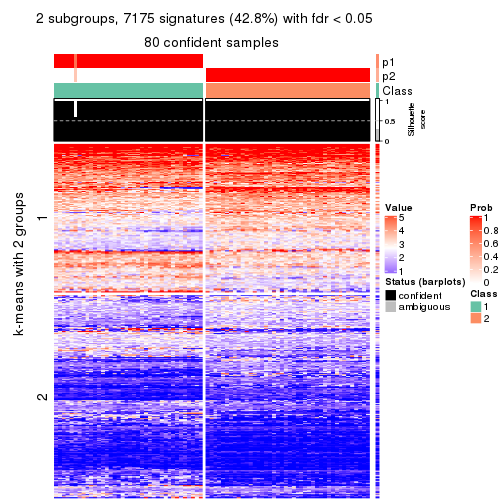 2 subgroups, 7175 signatures (42.8%) with fdr < 0.05
80 confident samples
p1
p2
Class
1
0.5
0
Silhouette
score
k-means with 2 groups
1
2
Value
5
4
3
2
1
Status (barplots)
confident
ambiguous
Prob
1
0.8
0.6
0.4
0.2
0
Class
1
2